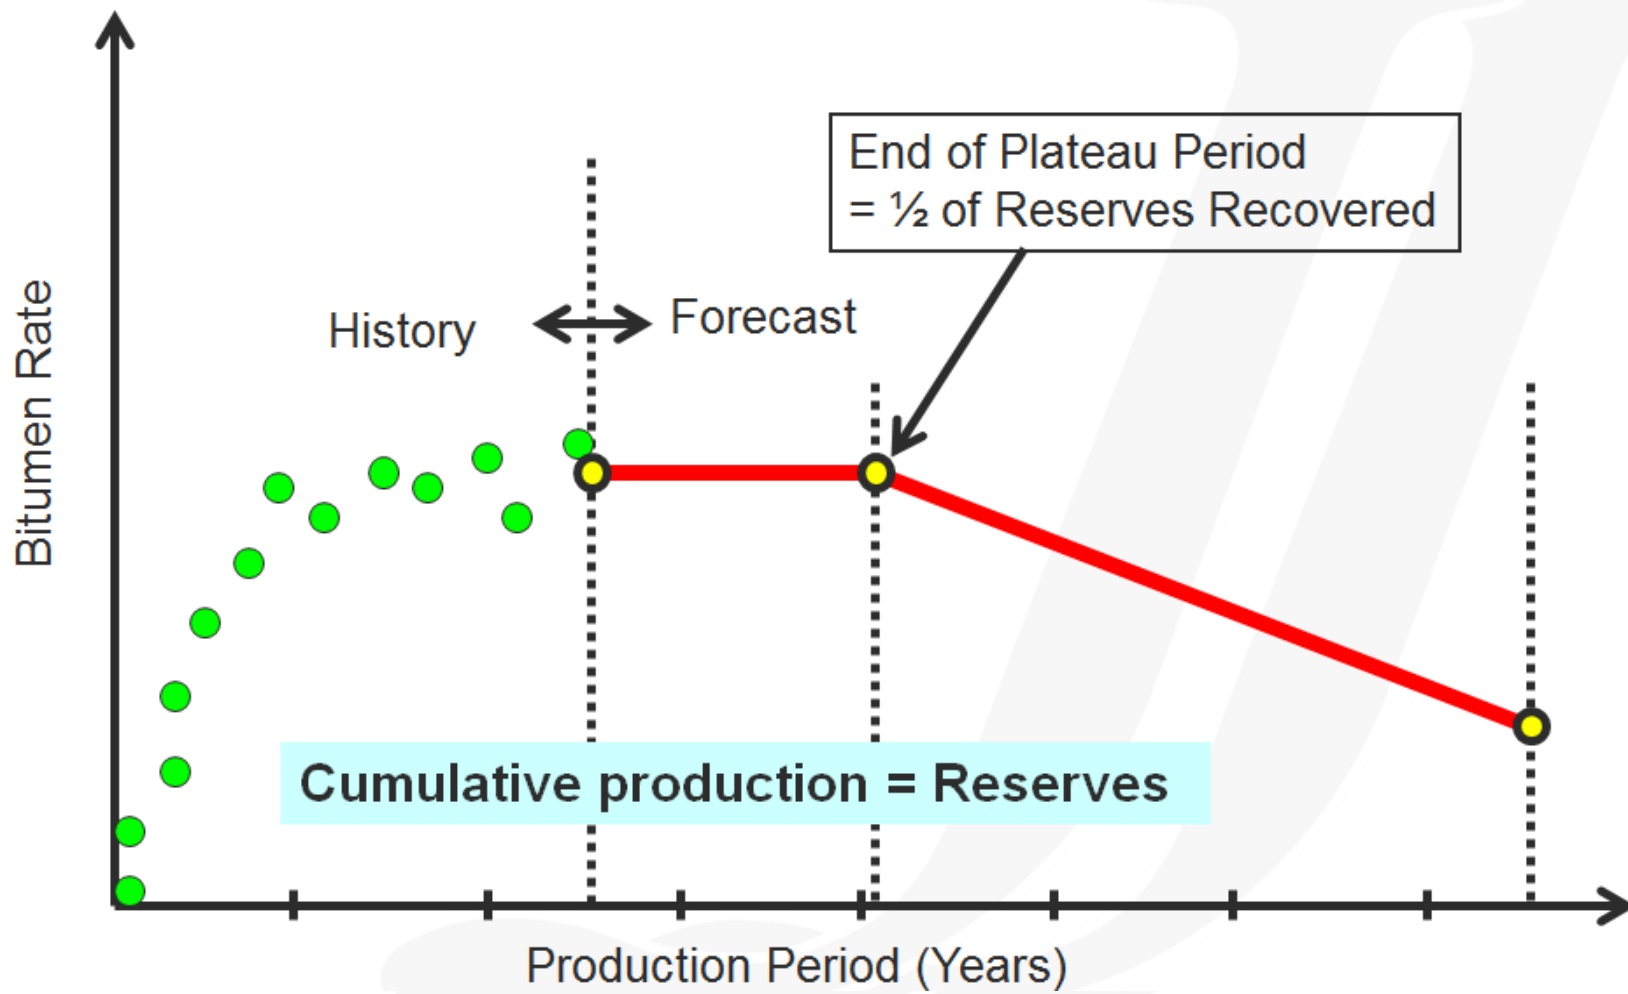 End of Plateau Period
= ½ of Reserves Recovered
History
Forecast
Bitumen Rate
Cumulative production = Reserves
Production Period (Years)